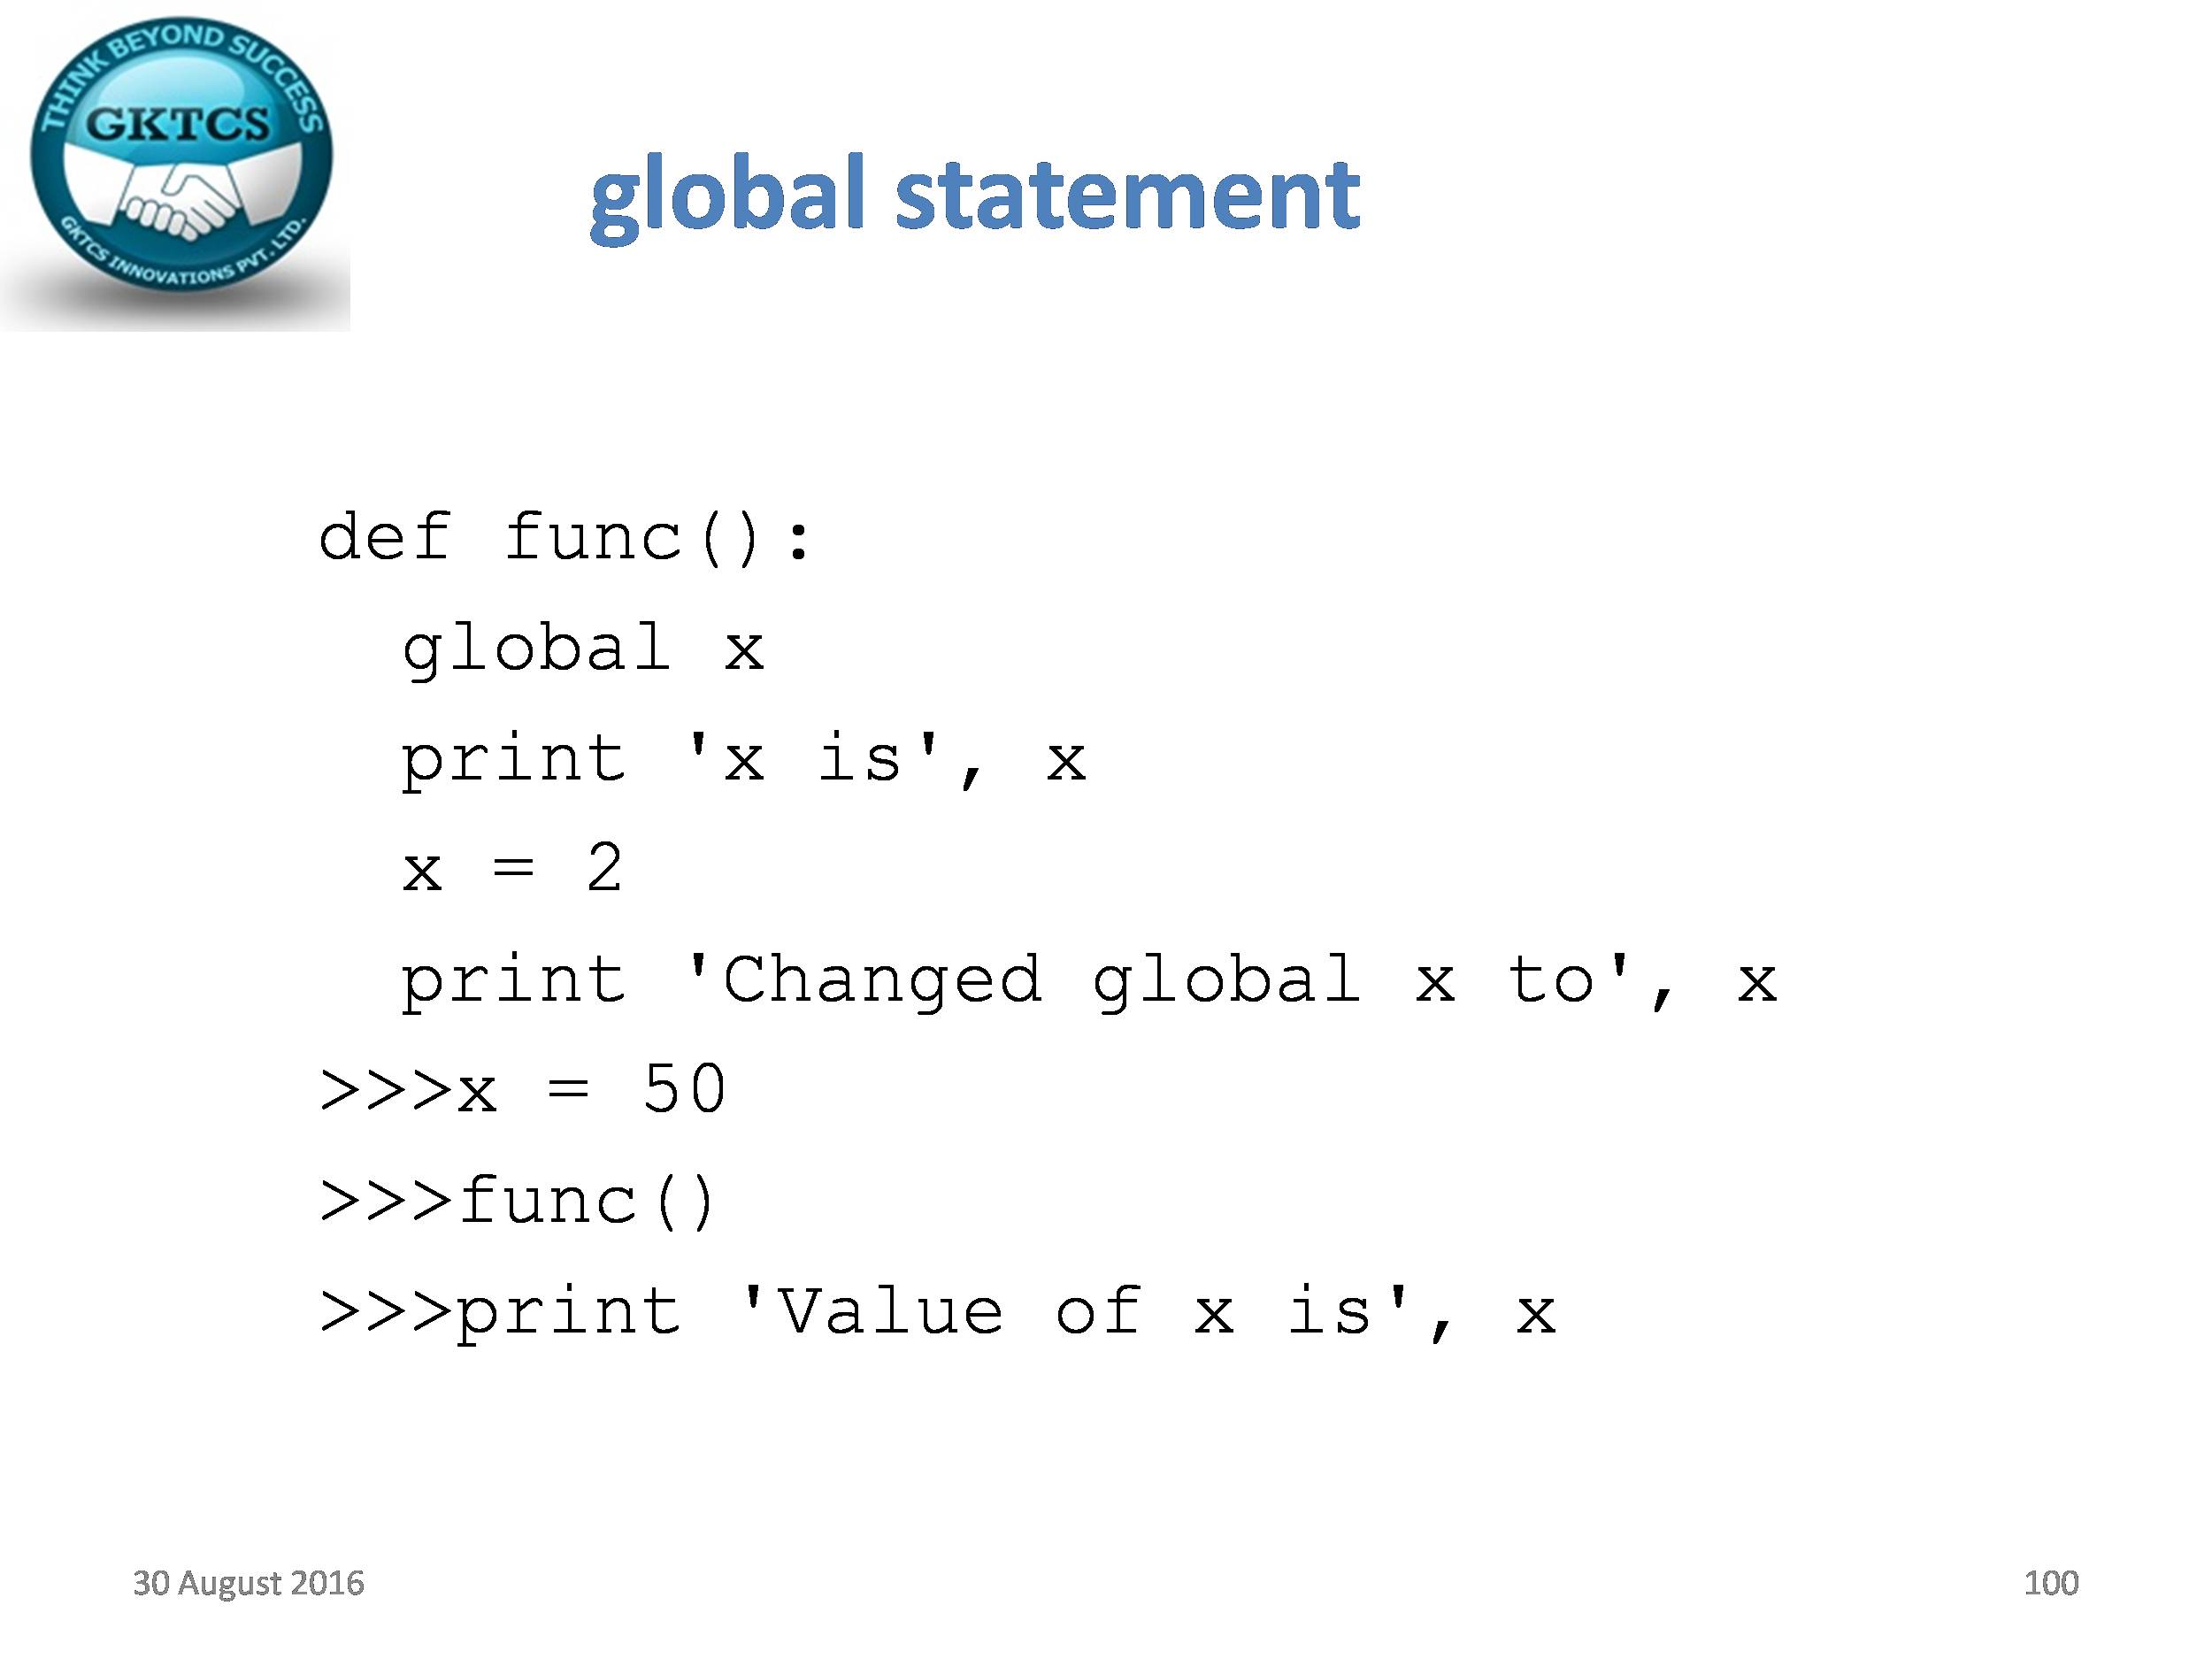 THINK BEYOND SUCCESS
GKTCS
GKTCS INNOVATIONS PVT. LTD.
global statement
def func():
global x
print 'x is', x
x = 2
print 'Changed global x to', x
>>>x = 50
>>>func()
>>>print 'Value of x is', x
30 August 2016
100